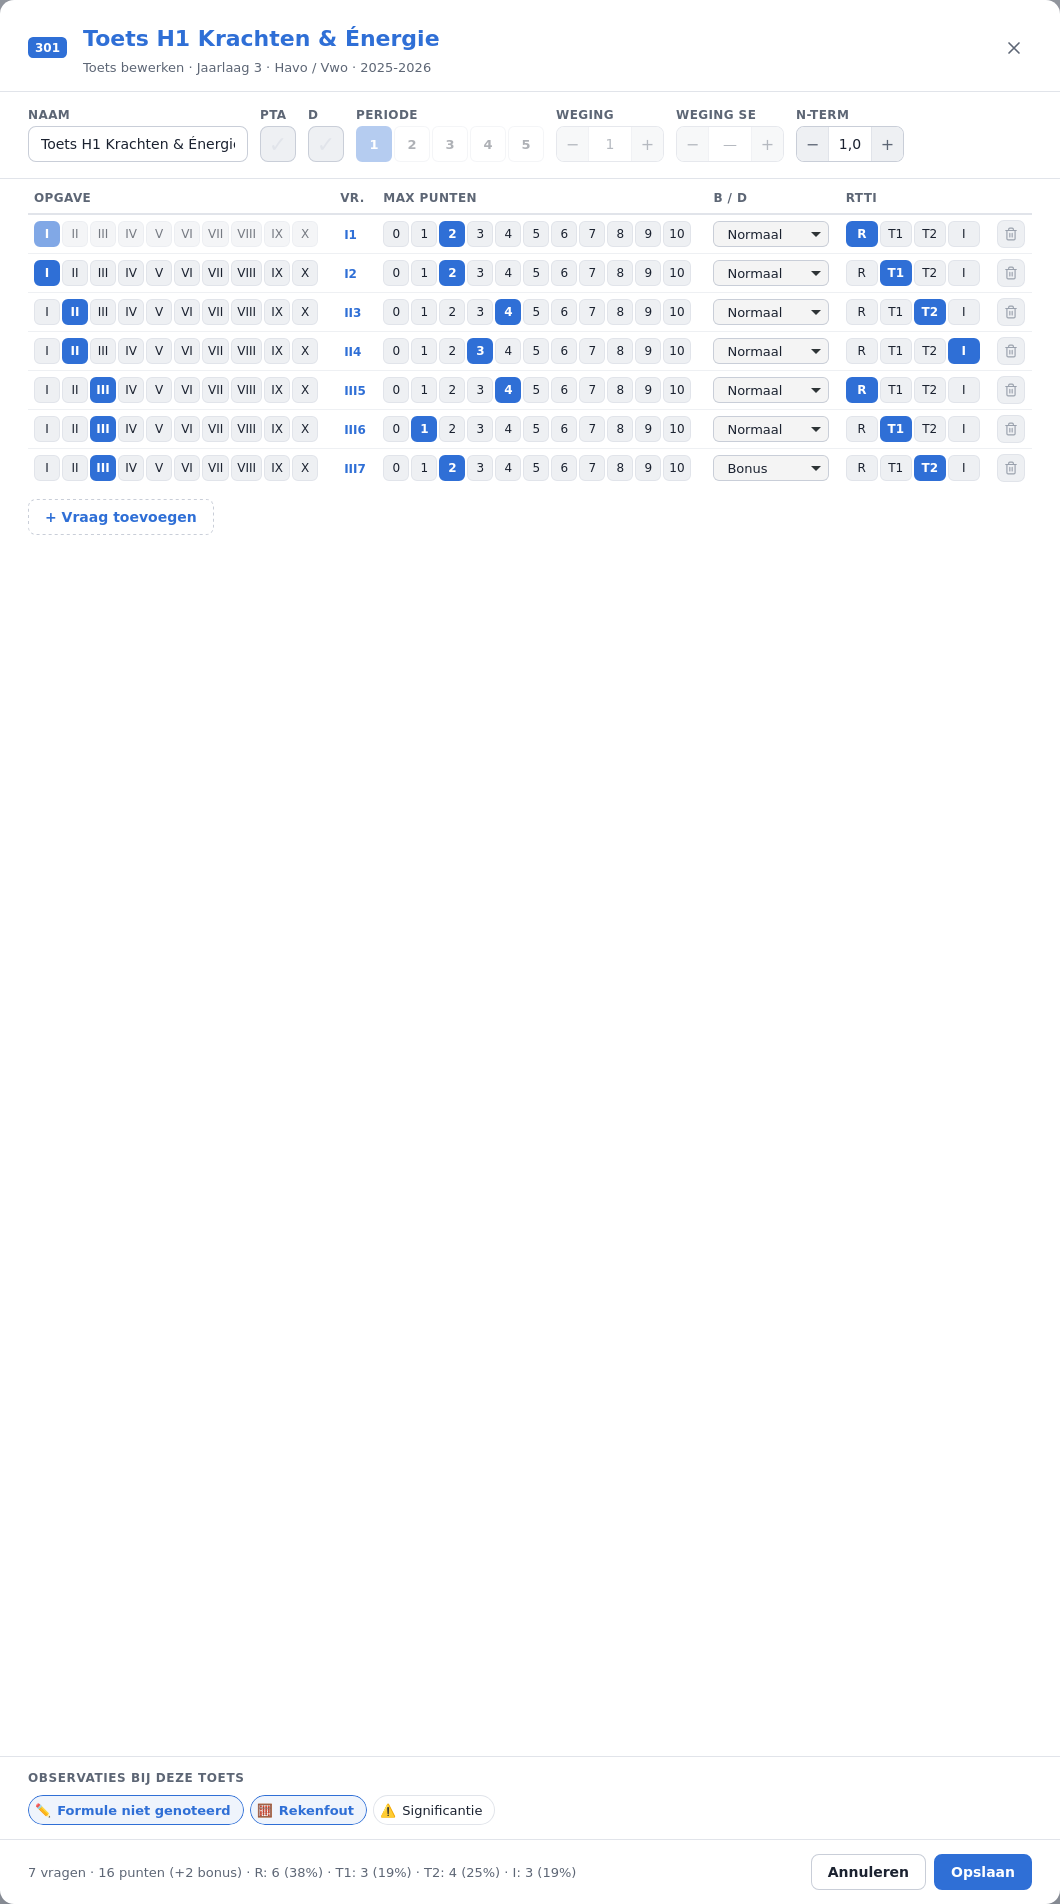 301
Toets H1 Krachten & Énergie
Toets bewerken · Jaarlaag 3 · Havo / Vwo · 2025-2026
NAAM PTA D PERIODE WEGING WEGING SE N-TERM
Toets H1 Krachten & Énergie ✓ ✓ 1 2 3 4 5 − 1 + − — + − 1,0 +
OPGAVE VR. MAX PUNTEN B / D RTTI
I II III IV V VI VII VIII IX X I1 0 1 2 3 4 5 6 7 8 9 10 Normaal R T1 T2 I
I II III IV V VI VII VIII IX X I2 0 1 2 3 4 5 6 7 8 9 10 Normaal R T1 T2 I
I II III IV V VI VII VIII IX X II3 0 1 2 3 4 5 6 7 8 9 10 Normaal R T1 T2 I
I II III IV V VI VII VIII IX X II4 0 1 2 3 4 5 6 7 8 9 10 Normaal R T1 T2 I
I II III IV V VI VII VIII IX X III5 0 1 2 3 4 5 6 7 8 9 10 Normaal R T1 T2 I
I II III IV V VI VII VIII IX X III6 0 1 2 3 4 5 6 7 8 9 10 Normaal R T1 T2 I
I II III IV V VI VII VIII IX X III7 0 1 2 3 4 5 6 7 8 9 10 Bonus R T1 T2 I
+ Vraag toevoegen
OBSERVATIES BIJ DEZE TOETS
Formule niet genoteerd Rekenfout Significantie
7 vragen · 16 punten (+2 bonus) · R: 6 (38%) · T1: 3 (19%) · T2: 4 (25%) · I: 3 (19%) Annuleren Opslaan